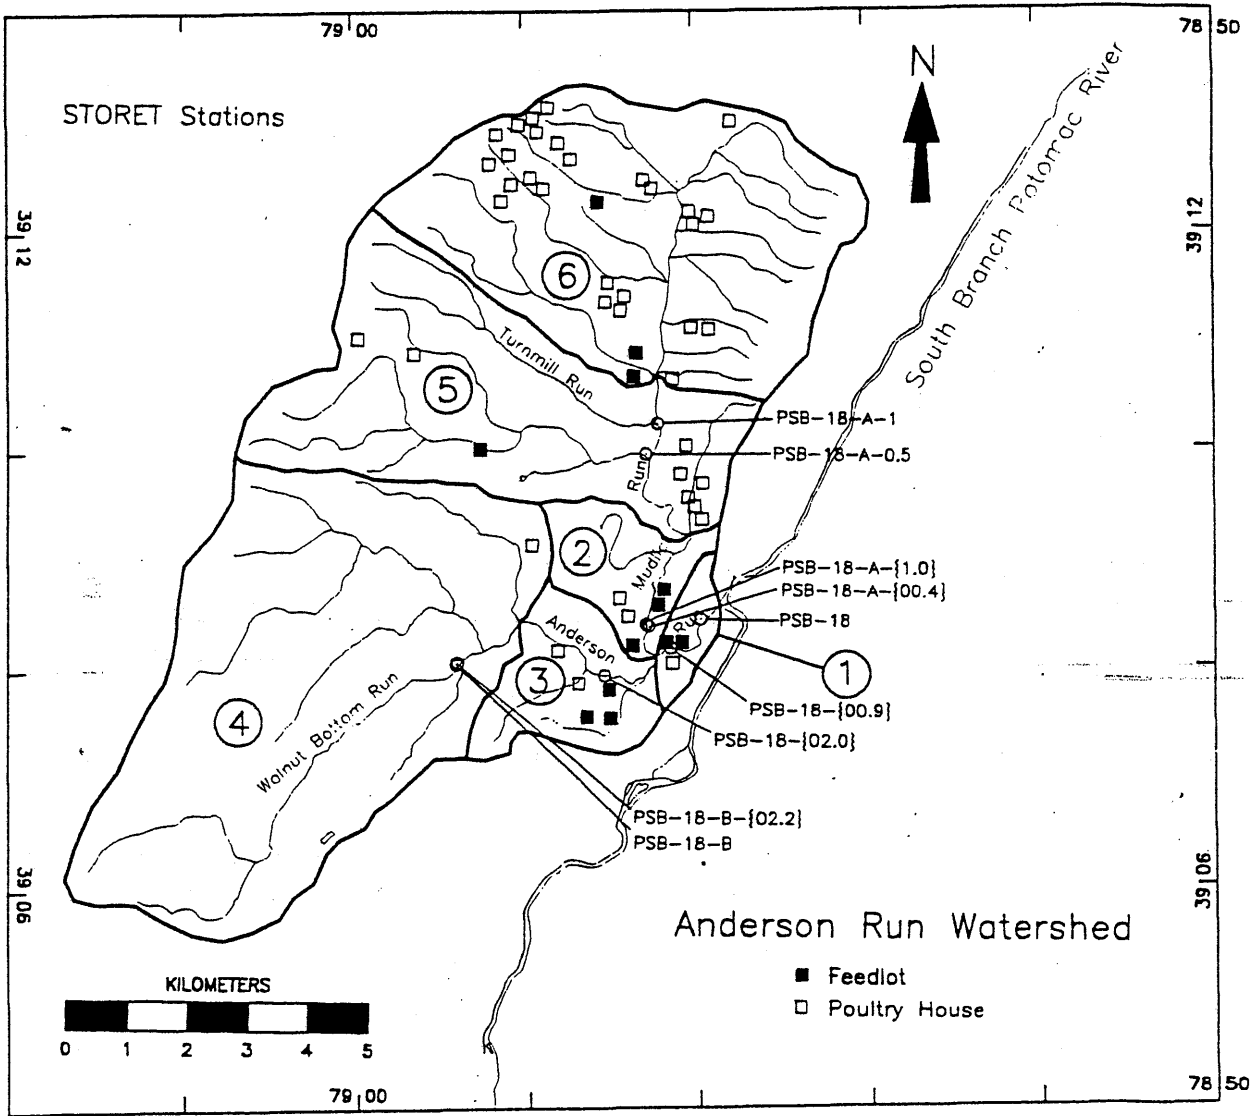 79 00
78 50
STORET Stations
N
South Branch Potomac River
39 12
39 12
6
Turnmill Run
5
PSB-18-A-1
PSB-18-A-0.5
Run
2
Mudlick
PSB-18-A-{1.0}
PSB-18-A-{00.4}
PSB-18
Anderson
Run
3
1
4
Walnut Bottom Run
PSB-18-{00.9}
PSB-18-{02.0}
PSB-18-B-{02.2}
PSB-18-B
39 06
39 06
Anderson Run Watershed
Feedlot
Poultry House
KILOMETERS
0 1 2 3 4 5
79 00
78 50